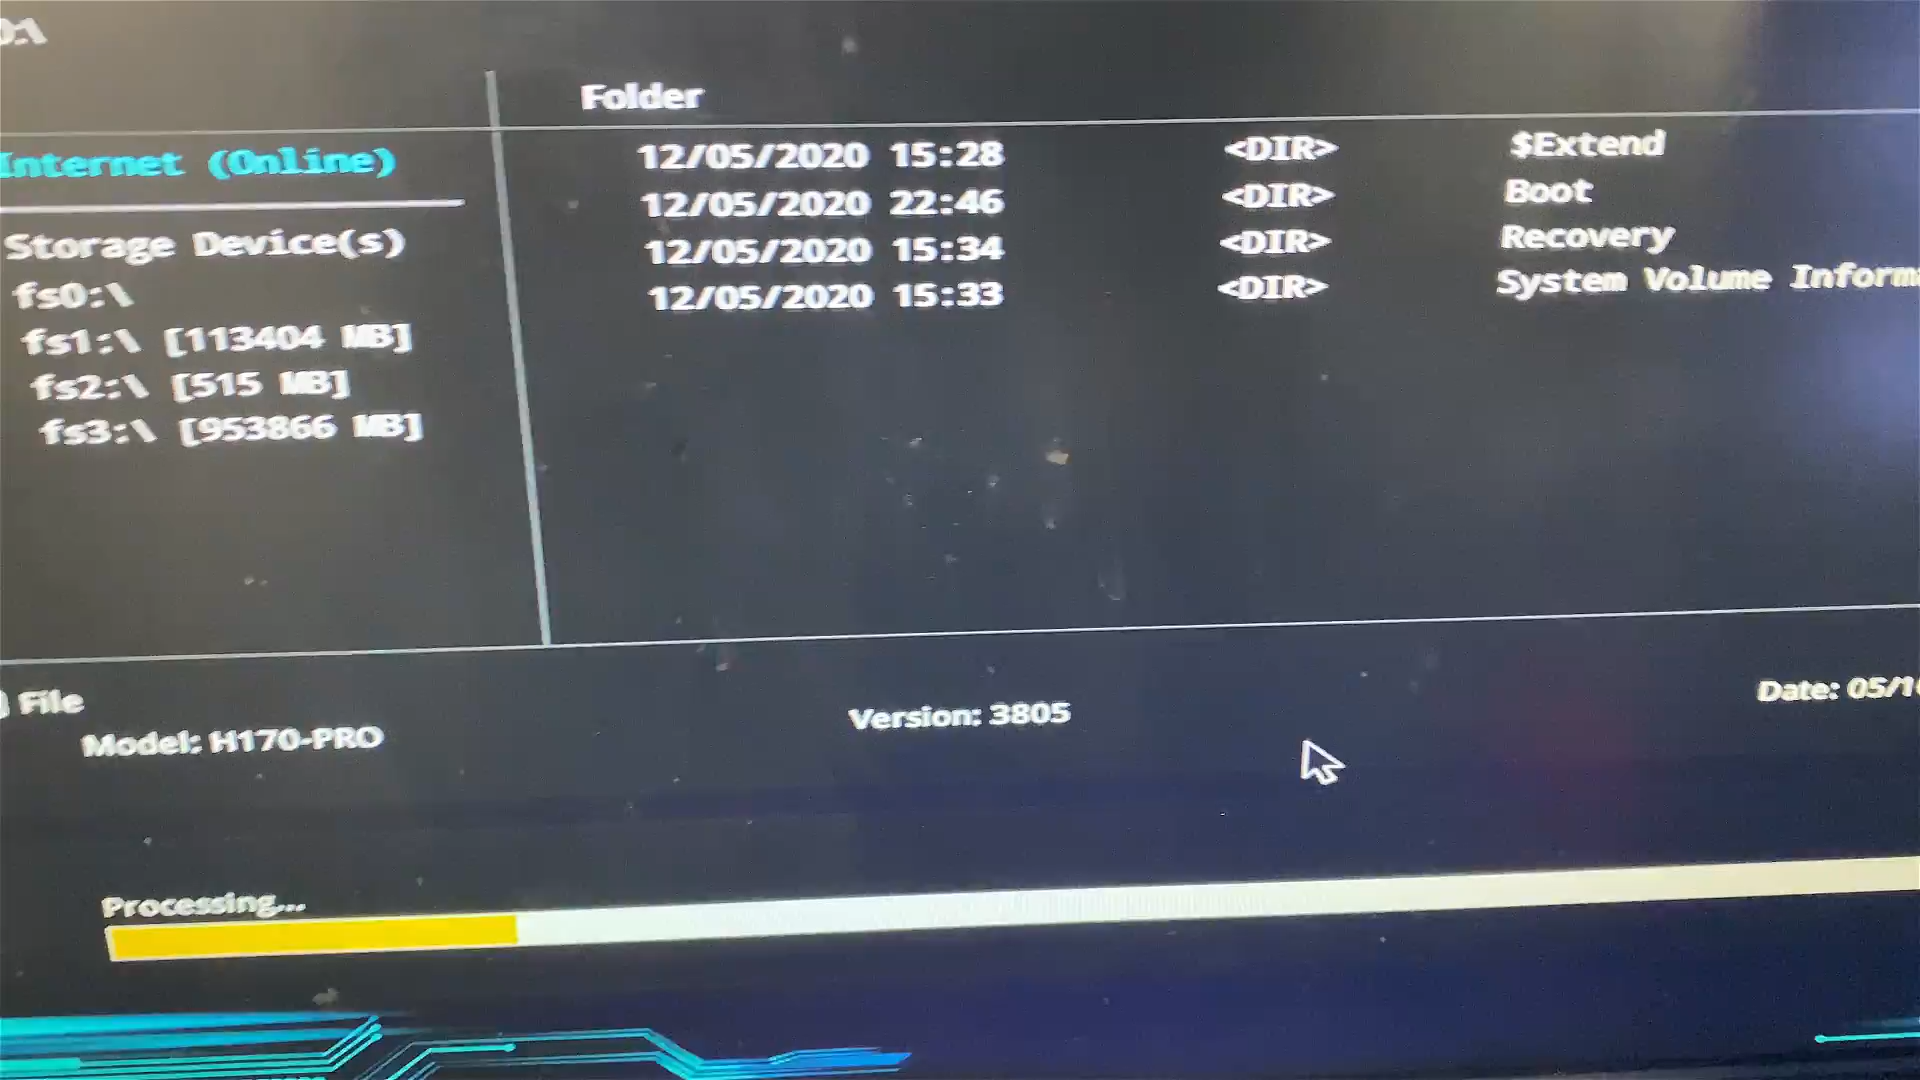 Folder
Internet (Online)
Storage Device(s)
fs0:\
fs1:\ [113404 MB]
fs2:\ [515 MB]
fs3:\ [953866 MB]
12/05/2020 15:28 <DIR> $Extend
12/05/2020 22:46 <DIR> Boot
12/05/2020 15:34 <DIR> Recovery
12/05/2020 15:33 <DIR> System Volume
File
Model: H170-PRO
Version: 3805
Date:
Processing...